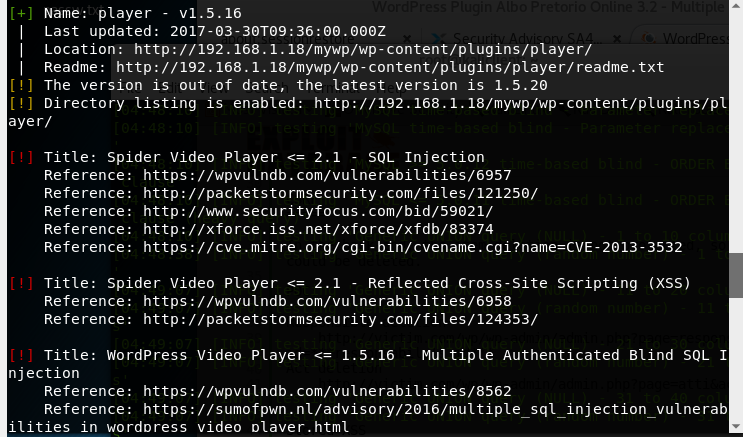 [+] Name: player - v1.5.16
| Last updated: 2017-03-30T09:36:00.000Z
| Location: http://192.168.1.18/mywp/wp-content/plugins/player/
| Readme: http://192.168.1.18/mywp/wp-content/plugins/player/readme.txt
[!] The version is out of date, the latest version is 1.5.20
[!] Directory listing is enabled: http://192.168.1.18/mywp/wp-content/plugins/pl
ayer/
[!] Title: Spider Video Player <= 2.1 - SQL Injection
Reference: https://wpvulndb.com/vulnerabilities/6957
Reference: http://packetstormsecurity.com/files/121250/
Reference: http://www.securityfocus.com/bid/59021/
Reference: http://xforce.iss.net/xforce/xfdb/83374
Reference: https://cve.mitre.org/cgi-bin/cvename.cgi?name=CVE-2013-3532
[!] Title: Spider Video Player <= 2.1 - Reflected Cross-Site Scripting (XSS)
Reference: https://wpvulndb.com/vulnerabilities/6958
Reference: http://packetstormsecurity.com/files/124353/
[!] Title: WordPress Video Player <= 1.5.16 - Multiple Authenticated Blind SQL I
njection
Reference: https://wpvulndb.com/vulnerabilities/8562
Reference: https://sumofpwn.nl/advisory/2016/multiple_sql_injection_vulnerab
ilities_in_wordpress_video_player.html